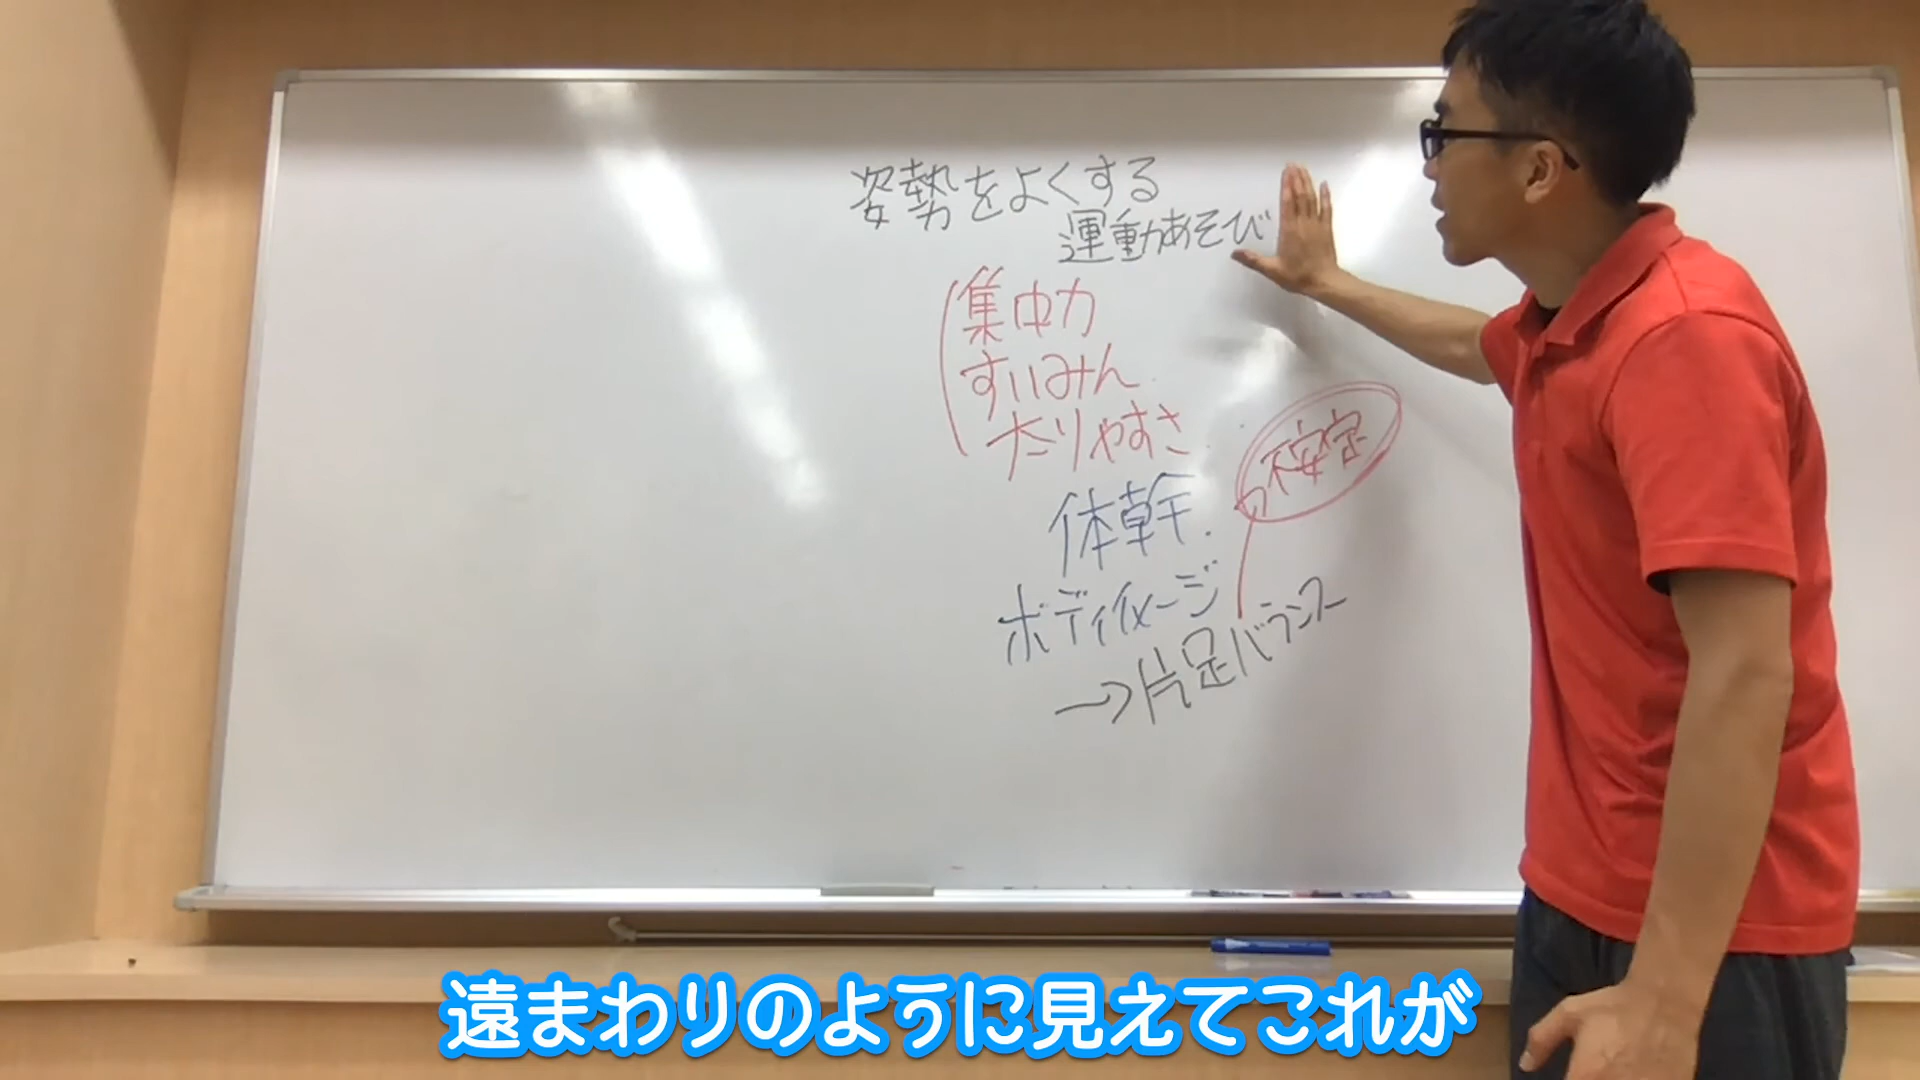 姿勢をよくする
運動あそび
集中力
すいみん
太りやすさ
不安定
体幹
ボディイメージ
→片足バランス
遠まわりのように見えてこれが